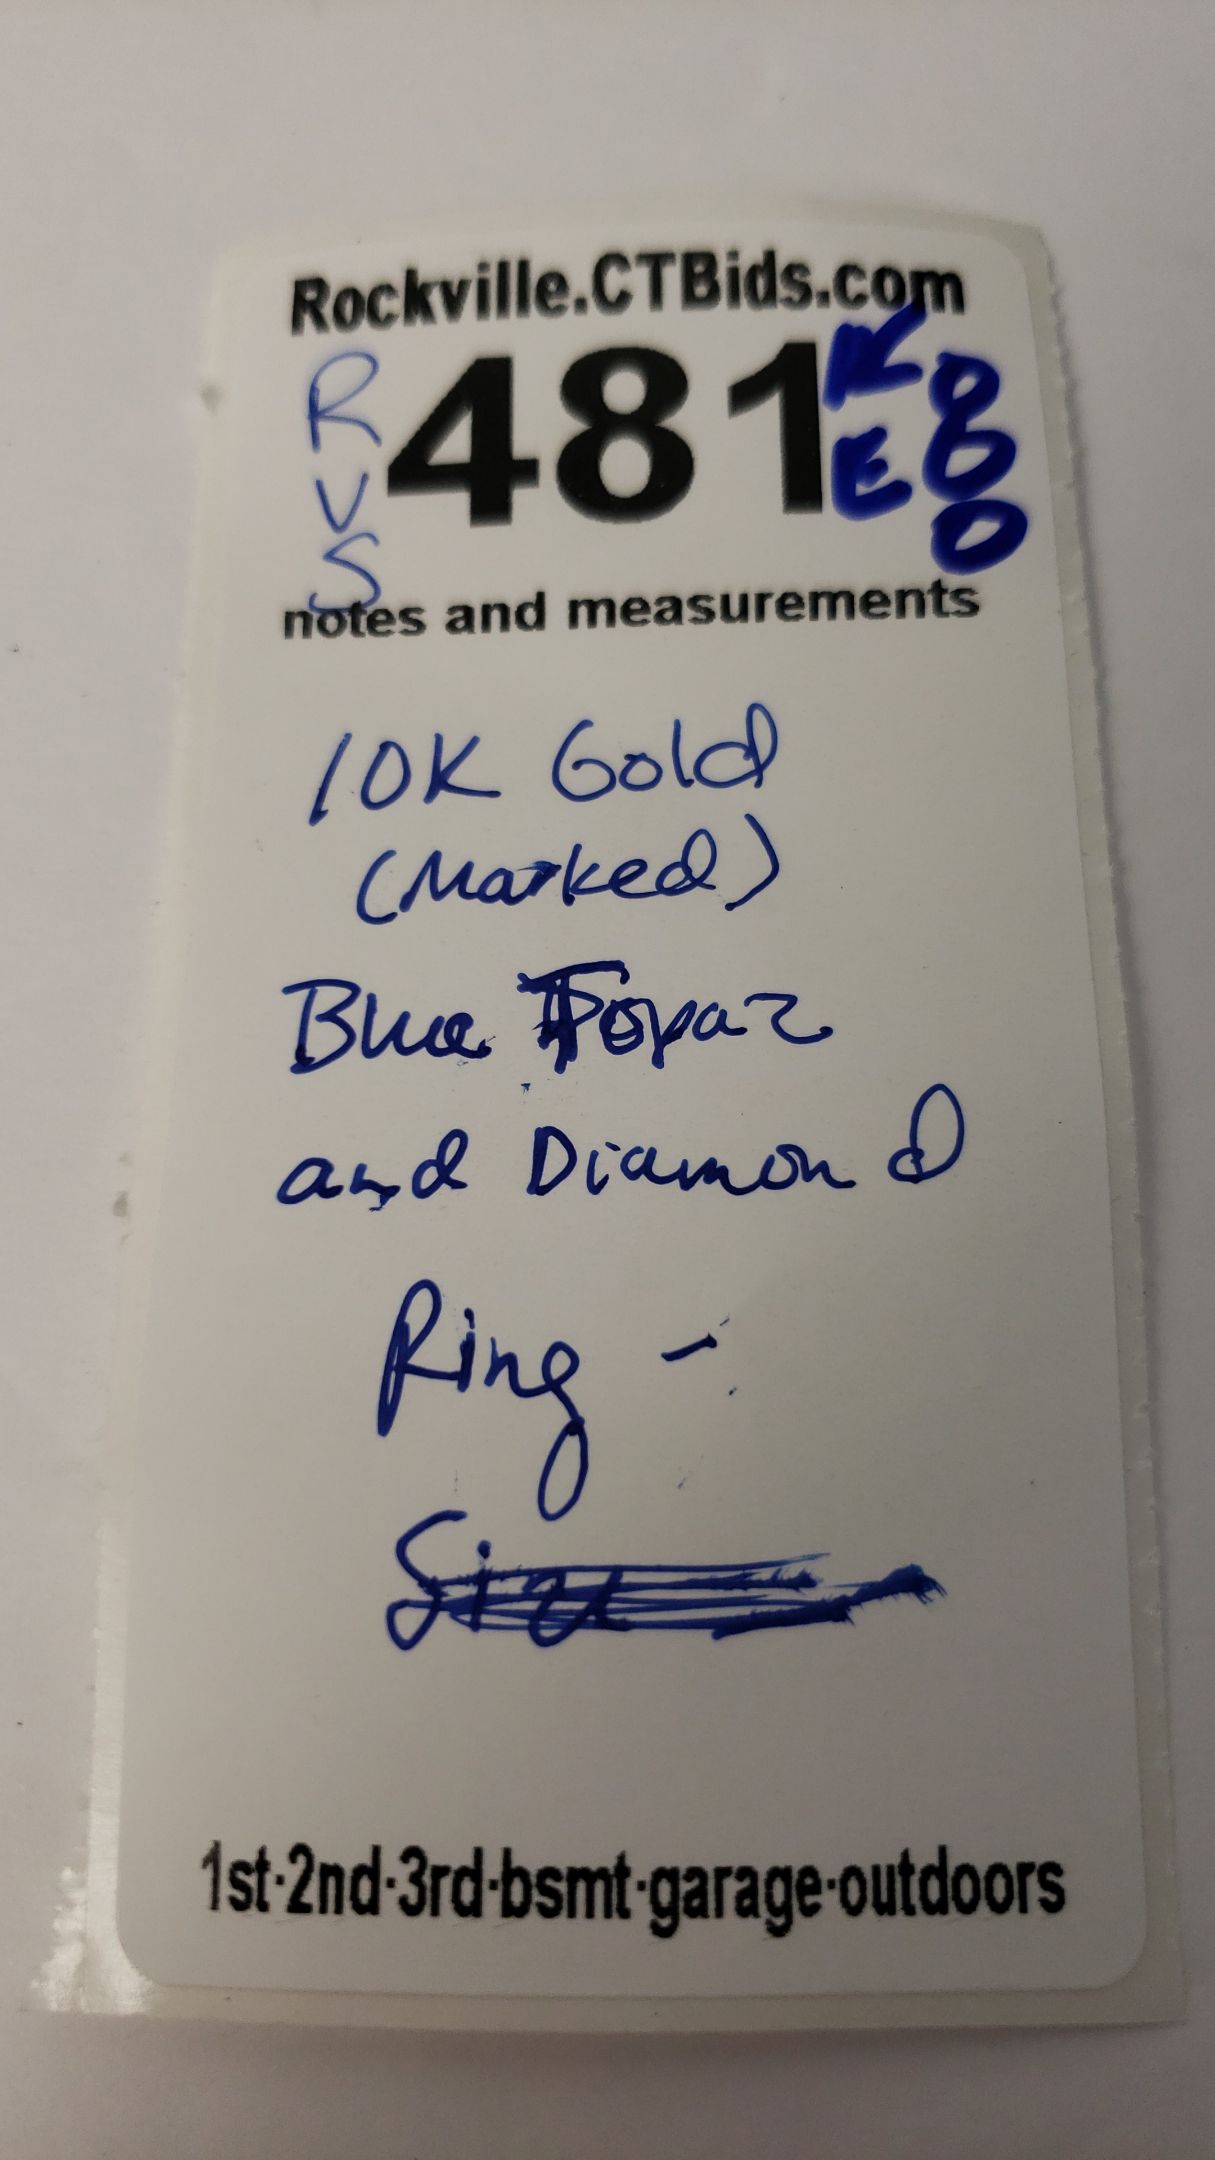 Rockville.CTBids.com
R
V
S
481
K
E
notes and measurements
10K Gold
(Marked)
Blue Topaz
and Diamond
Ring -
1st·2nd·3rd·bsmt·garage·outdoors